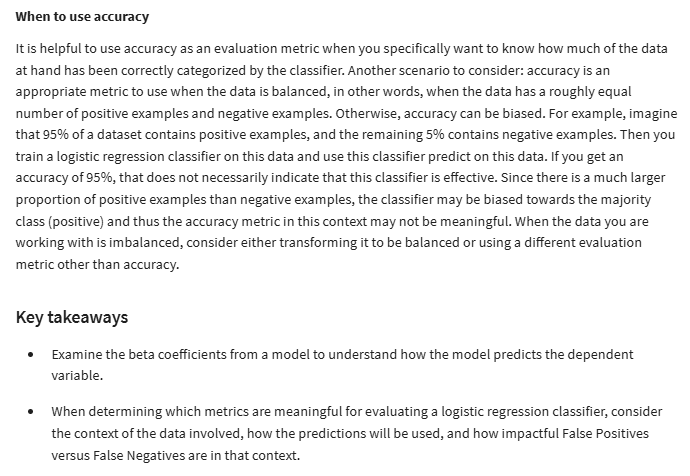 When to use accuracy
It is helpful to use accuracy as an evaluation metric when you specifically want to know how much of the data
at hand has been correctly categorized by the classifier. Another scenario to consider: accuracy is an
appropriate metric to use when the data is balanced, in other words, when the data has a roughly equal
number of positive examples and negative examples. Otherwise, accuracy can be biased. For example, imagine
that 95% of a dataset contains positive examples, and the remaining 5% contains negative examples. Then you
train a logistic regression classifier on this data and use this classifier predict on this data. If you get an
accuracy of 95%, that does not necessarily indicate that this classifier is effective. Since there is a much larger
proportion of positive examples than negative examples, the classifier may be biased towards the majority
class (positive) and thus the accuracy metric in this context may not be meaningful. When the data you are
working with is imbalanced, consider either transforming it to be balanced or using a different evaluation
metric other than accuracy.
Key takeaways
• Examine the beta coefficients from a model to understand how the model predicts the dependent
variable.
• When determining which metrics are meaningful for evaluating a logistic regression classifier, consider
the context of the data involved, how the predictions will be used, and how impactful False Positives
versus False Negatives are in that context.